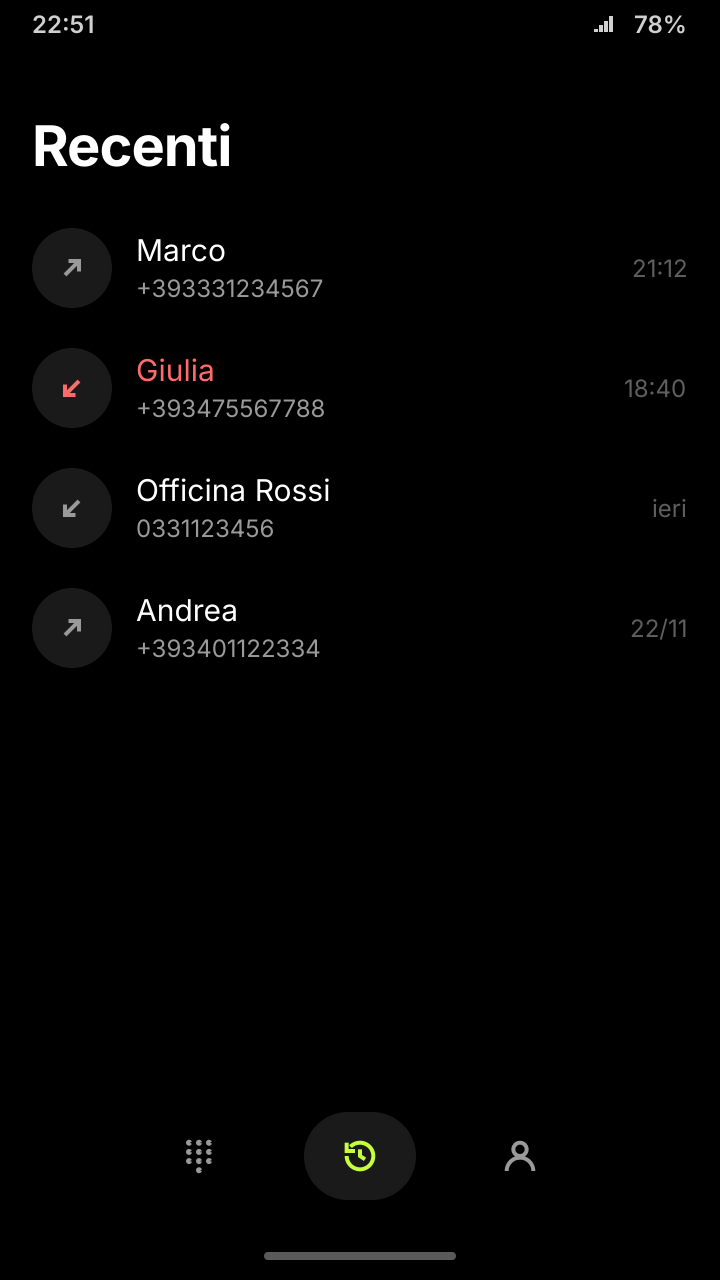 22:51
78%
Recenti
Marco
+393331234567
21:12
Giulia
+393475567788
18:40
Officina Rossi
0331123456
ieri
Andrea
+393401122334
22/11